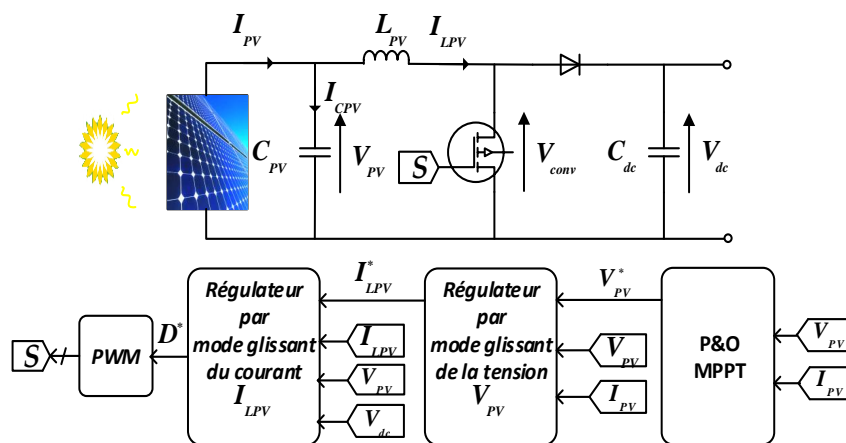 I_PV
L_PV
I_LPV
I_CPV
C_PV
V_PV
S
V_conv
C_dc
V_dc
I*_LPV
V*_PV
D*
S
PWM
Régulateur
par
mode glissant
du courant
I_LPV
I_LPV
V_PV
V_dc
Régulateur
par
mode glissant
de la tension
V_PV
V_PV
I_PV
P&O
MPPT
V_PV
I_PV